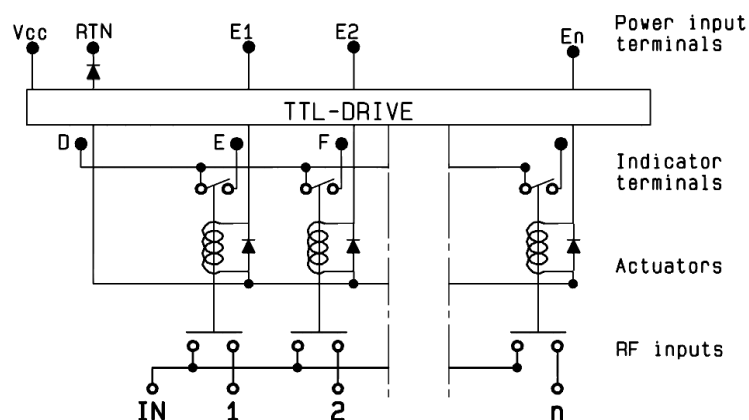 Vcc RTN E1 E2 En Power input
terminals
TTL-DRIVE
D E F
Indicator
terminals
Actuators
RF inputs
IN 1 2 n